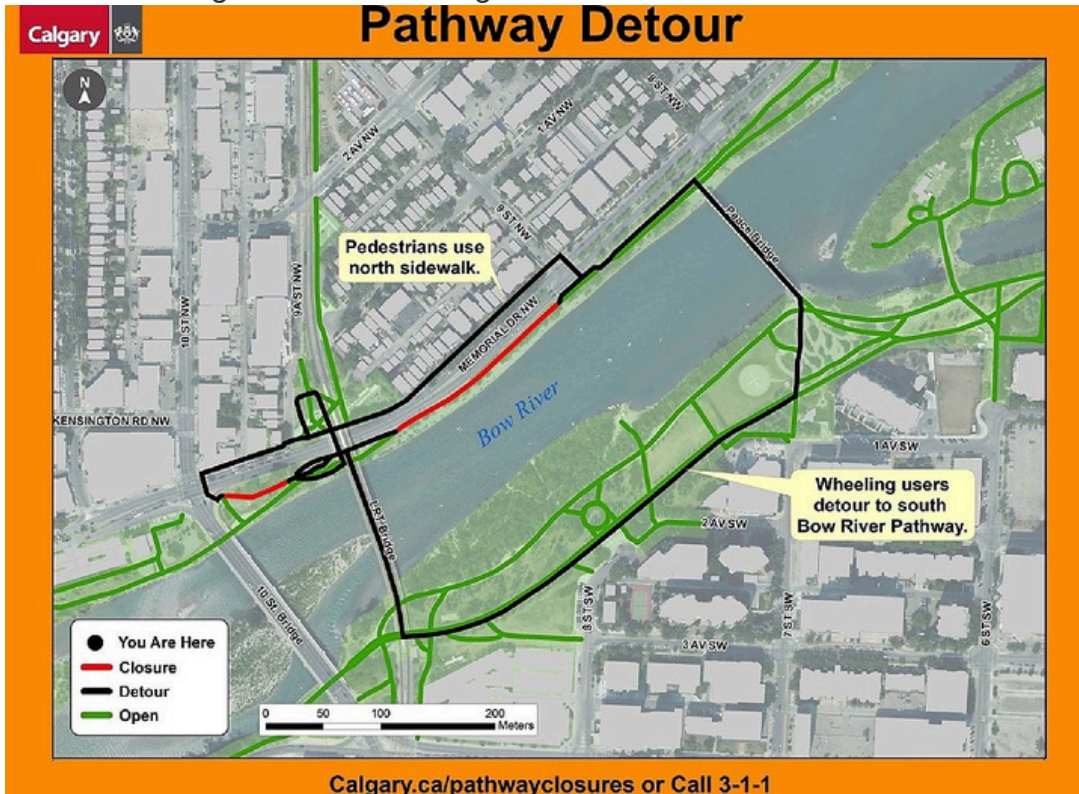 Pathway Detour
Calgary
N
8 ST NW
1 AV NW
2 AV NW
9 ST NW
Peace Bridge
Pedestrians use
north sidewalk.
9A ST NW
10 ST NW
MEMORIAL DR NW
KENSINGTON RD NW
Bow River
1 AV SW
Wheeling users
detour to south
Bow River Pathway.
2 AV SW
LRT Bridge
10 St. Bridge
8 ST SW
7 ST SW
6 ST SW
3 AV SW
You Are Here
Closure
Detour
Open
0 50 100 200
Meters
Calgary.ca/pathwayclosures or Call 3-1-1